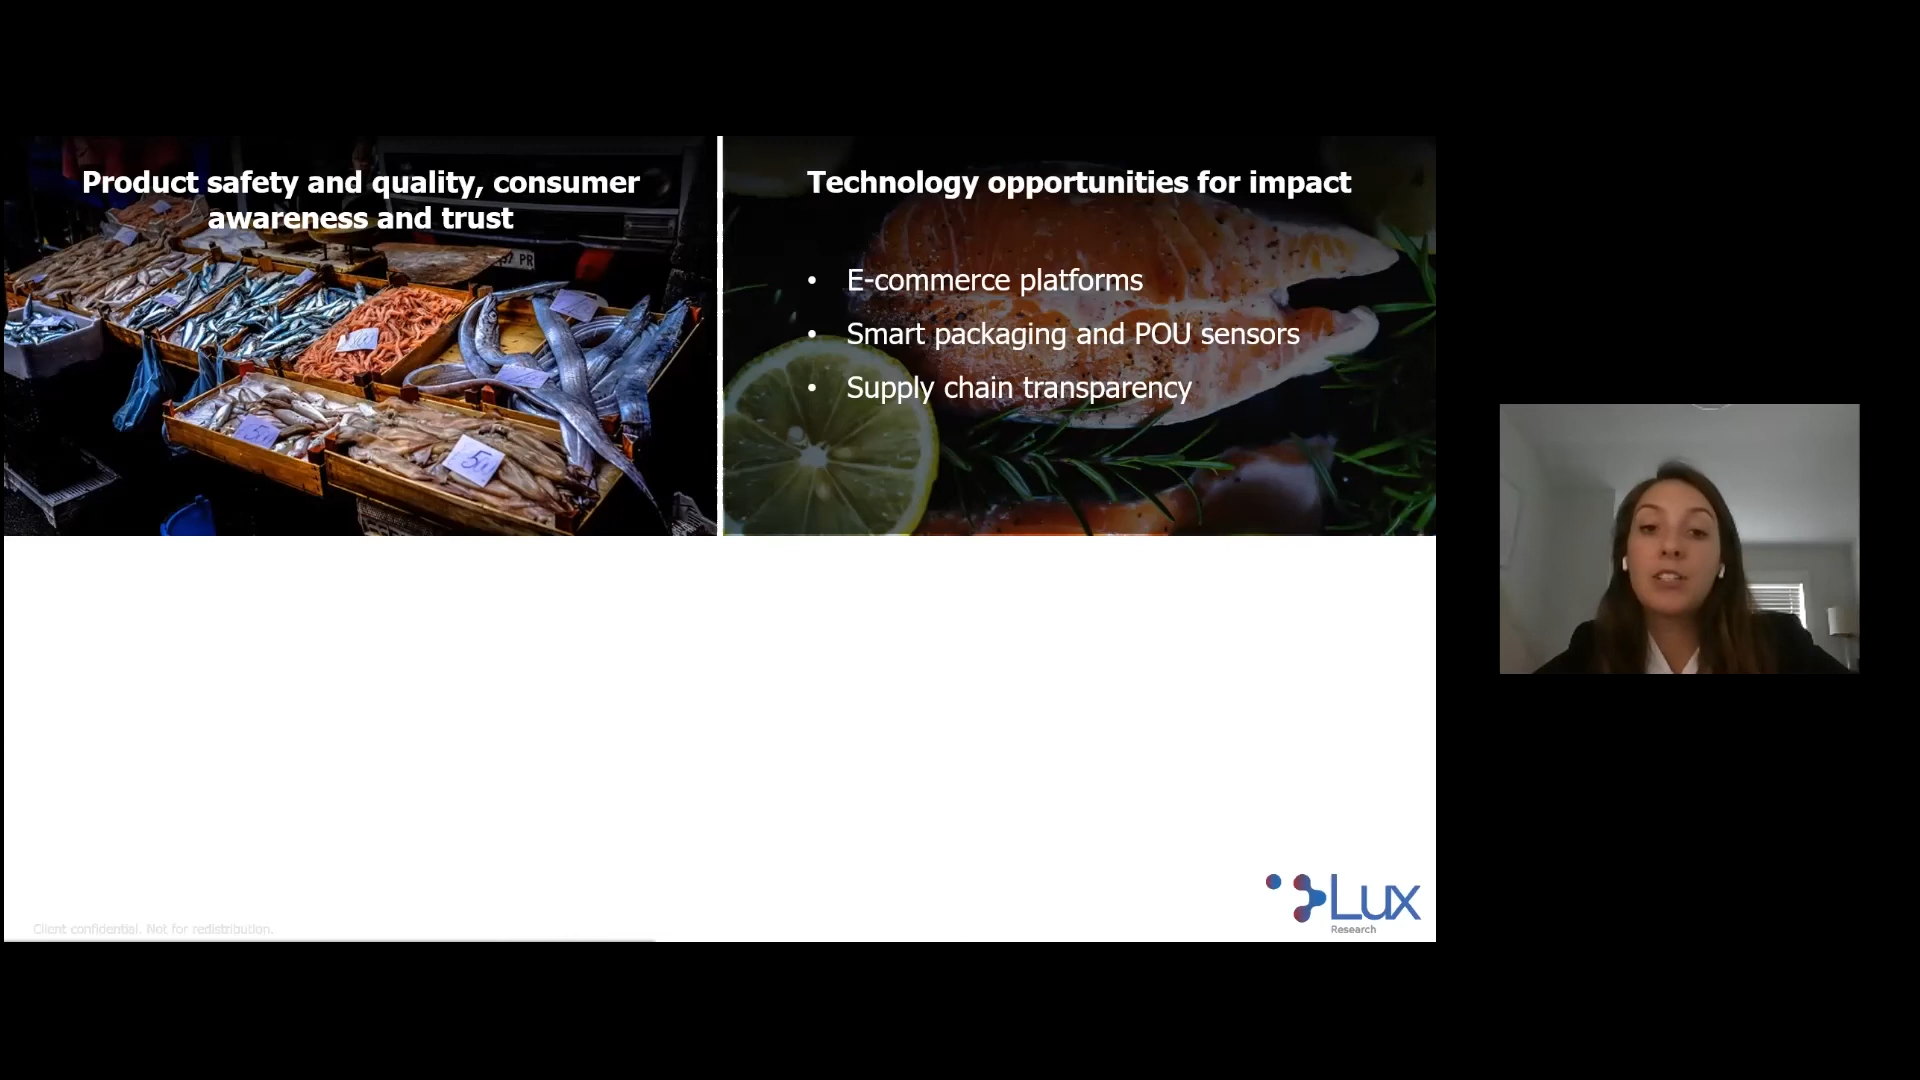 Product safety and quality, consumer
awareness and trust
Technology opportunities for impact
• E-commerce platforms
• Smart packaging and POU sensors
• Supply chain transparency
Client confidential. Not for redistribution.
Lux
Research